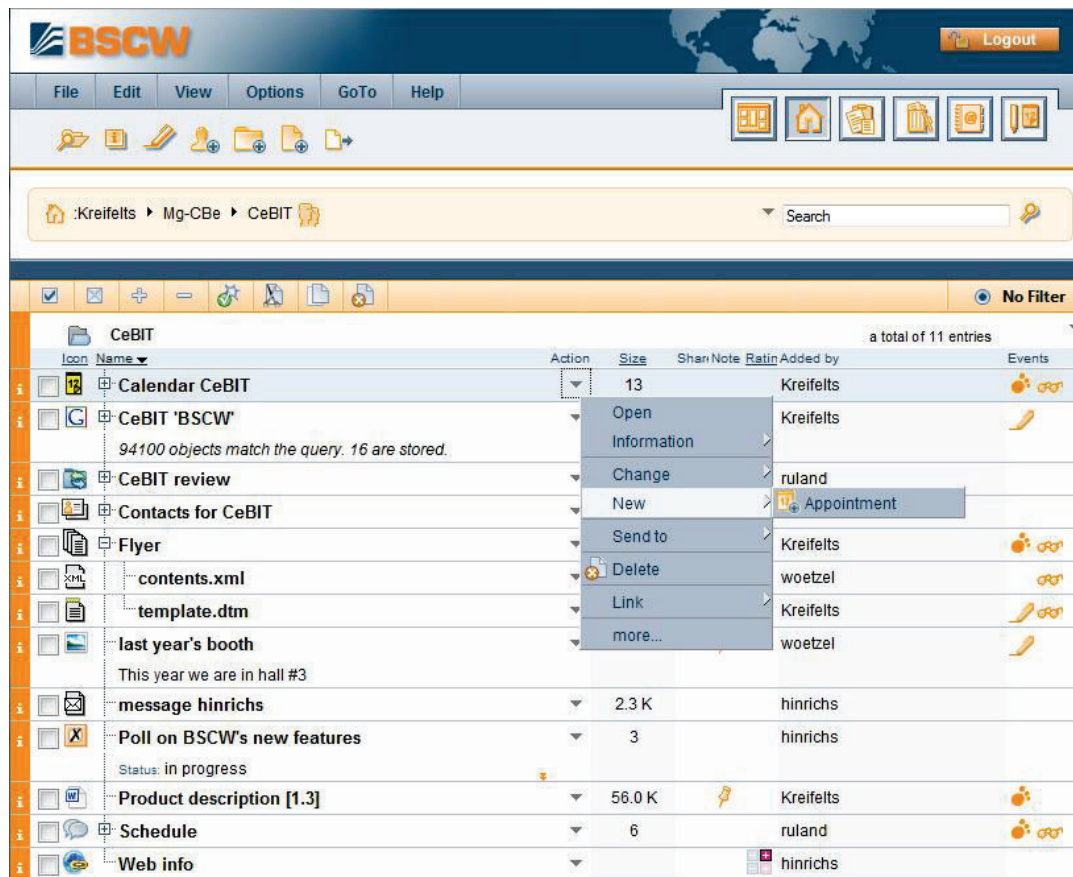 BSCW
Logout
File Edit View Options GoTo Help
:Kreifelts Mg-CBe CeBIT
Search
No Filter
CeBIT a total of 11 entries
Icon Name Action Size Shar Note Ratin Added by Events
Calendar CeBIT 13 Kreifelts
CeBIT 'BSCW' Open Kreifelts
94100 objects match the query. 16 are stored. Information
CeBIT review Change ruland
Contacts for CeBIT New Appointment
Flyer Send to Kreifelts
contents.xml Delete woetzel
template.dtm Link Kreifelts
last year's booth more... woetzel
This year we are in hall #3
message hinrichs 2.3 K hinrichs
Poll on BSCW's new features 3 hinrichs
Status: in progress
Product description [1.3] 56.0 K Kreifelts
Schedule 6 ruland
Web info hinrichs